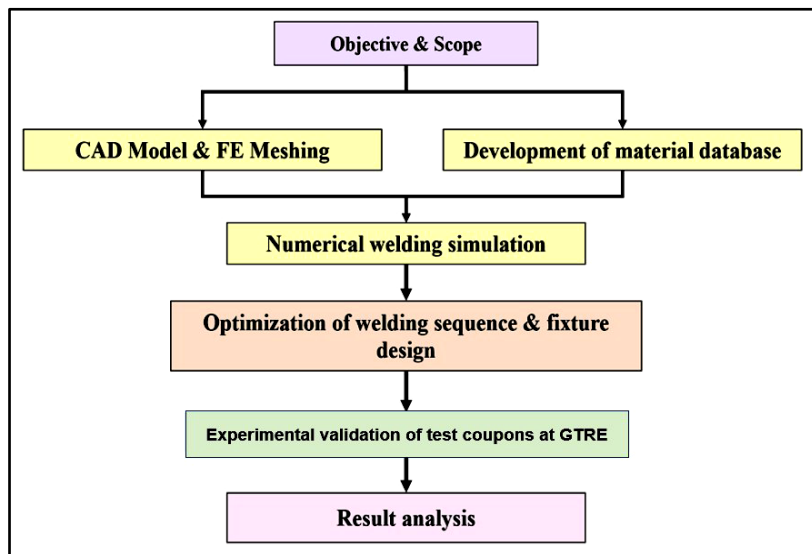 Objective & Scope
CAD Model & FE Meshing
Development of material database
Numerical welding simulation
Optimization of welding sequence & fixture
design
Experimental validation of test coupons at GTRE
Result analysis